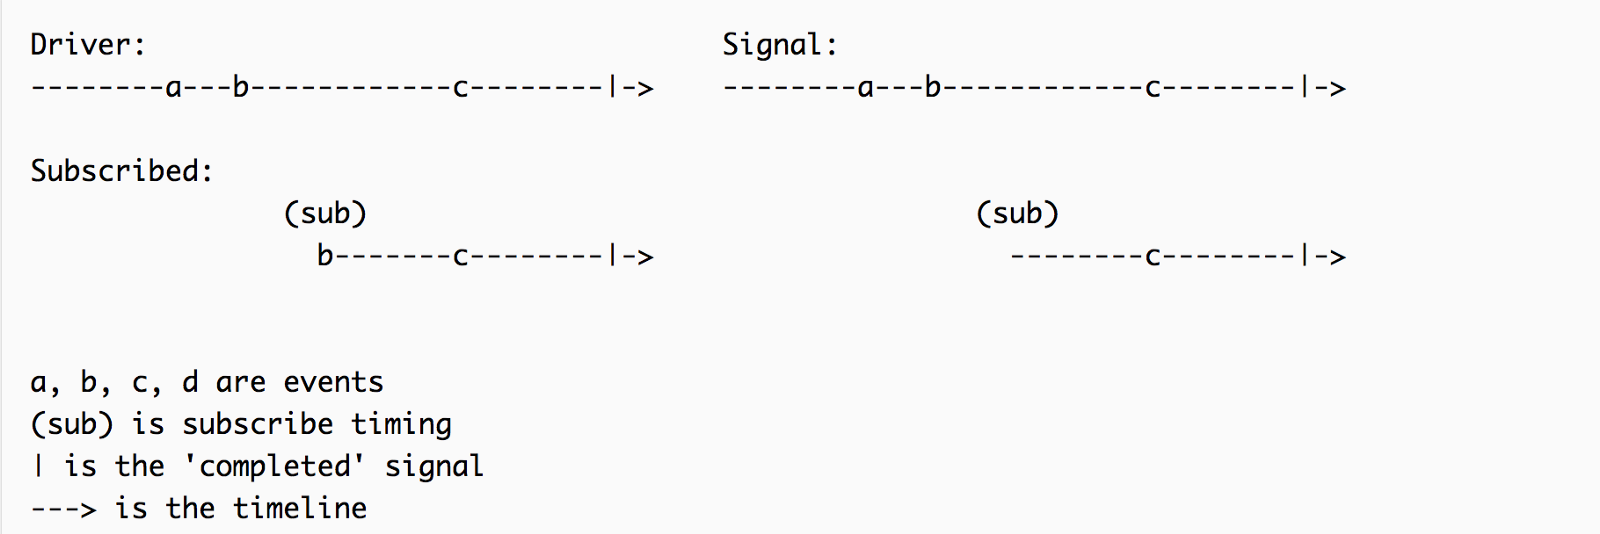 Driver:                                  Signal:
--------a---b------------c--------|->    --------a---b------------c--------|->
Subscribed:
               (sub)                                    (sub)
                 b-------c--------|->                     --------c--------|->
a, b, c, d are events
(sub) is subscribe timing
| is the 'completed' signal
---> is the timeline